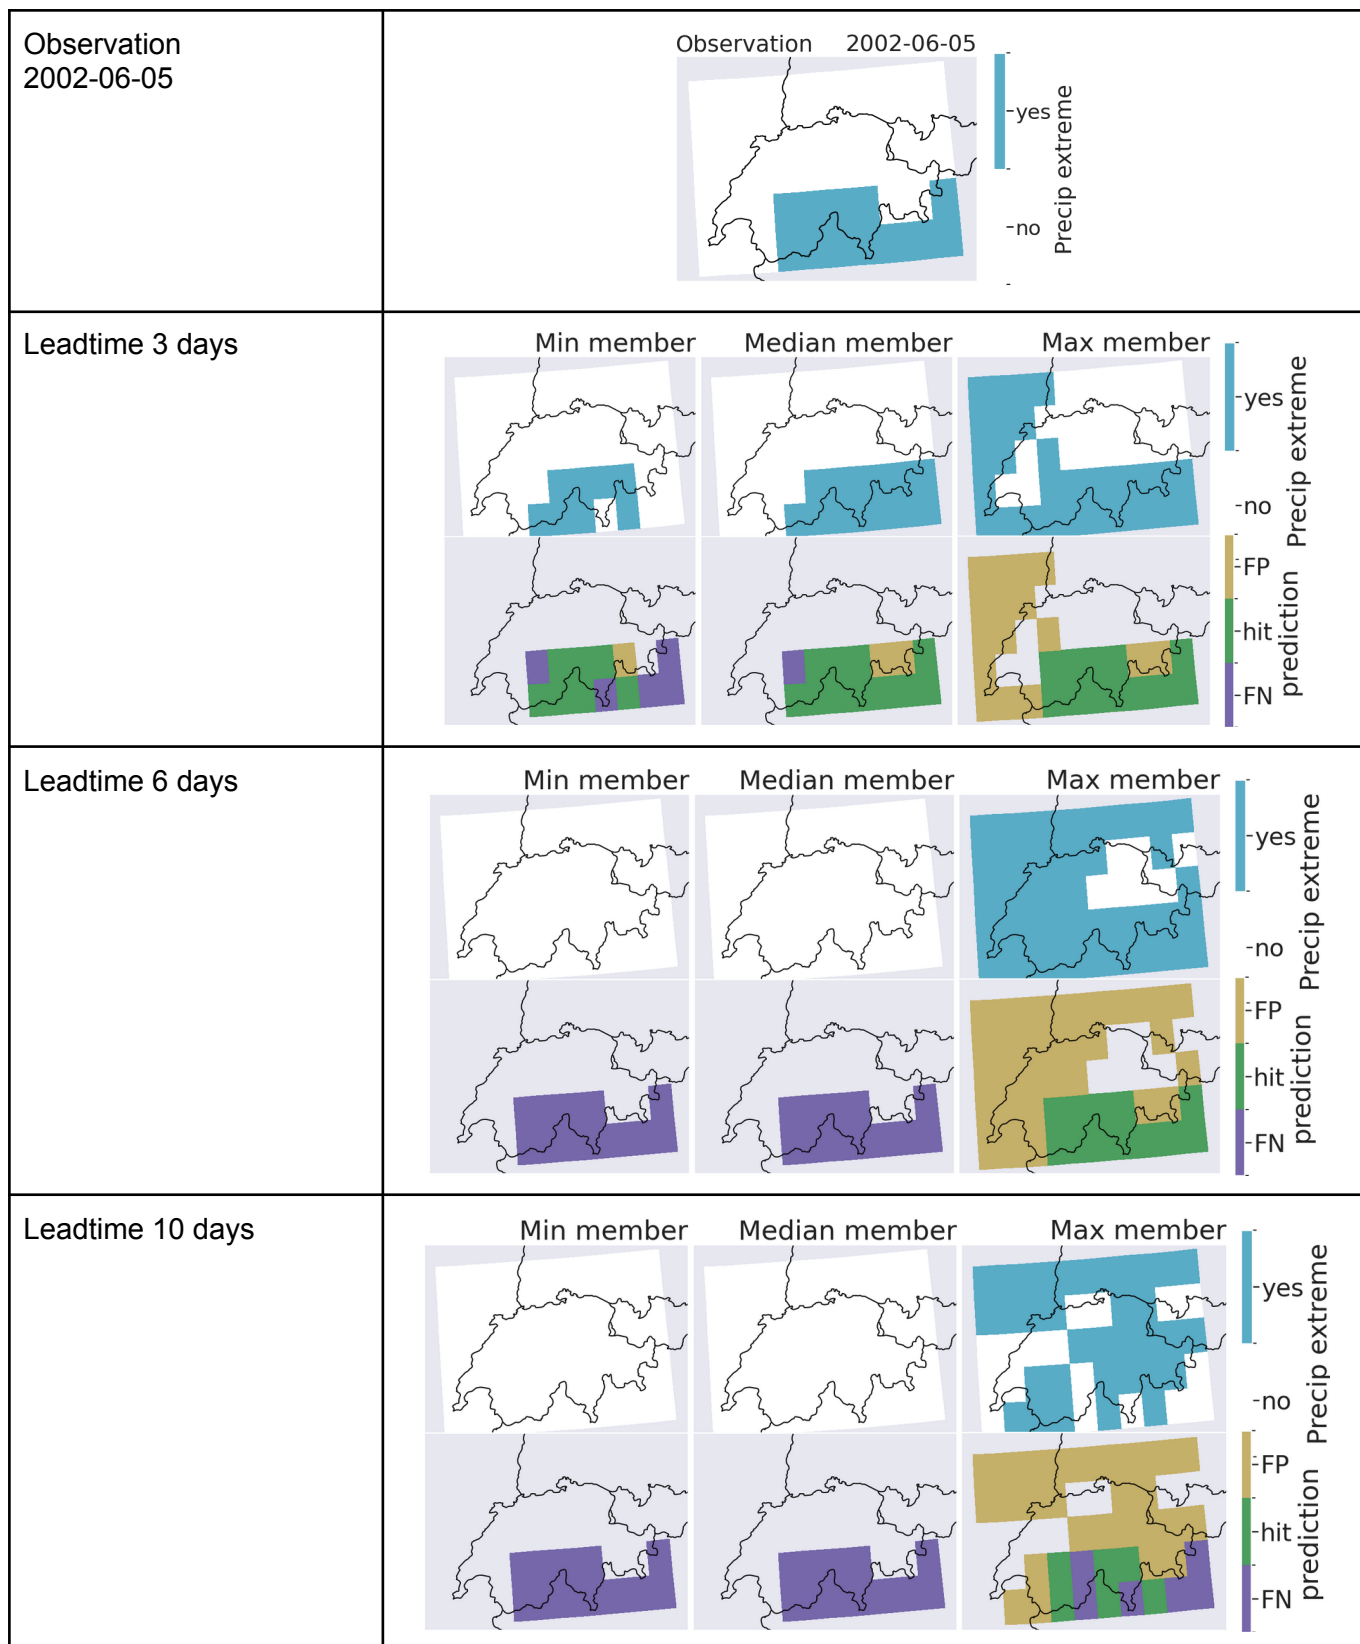 Observation
2002-06-05
Observation 2002-06-05
yes
no
Precip extreme
Leadtime 3 days
Min member Median member Max member
yes
no
Precip extreme
FP
hit
FN
prediction
Leadtime 6 days
Min member Median member Max member
yes
no
Precip extreme
FP
hit
FN
prediction
Leadtime 10 days
Min member Median member Max member
yes
no
Precip extreme
FP
hit
FN
prediction